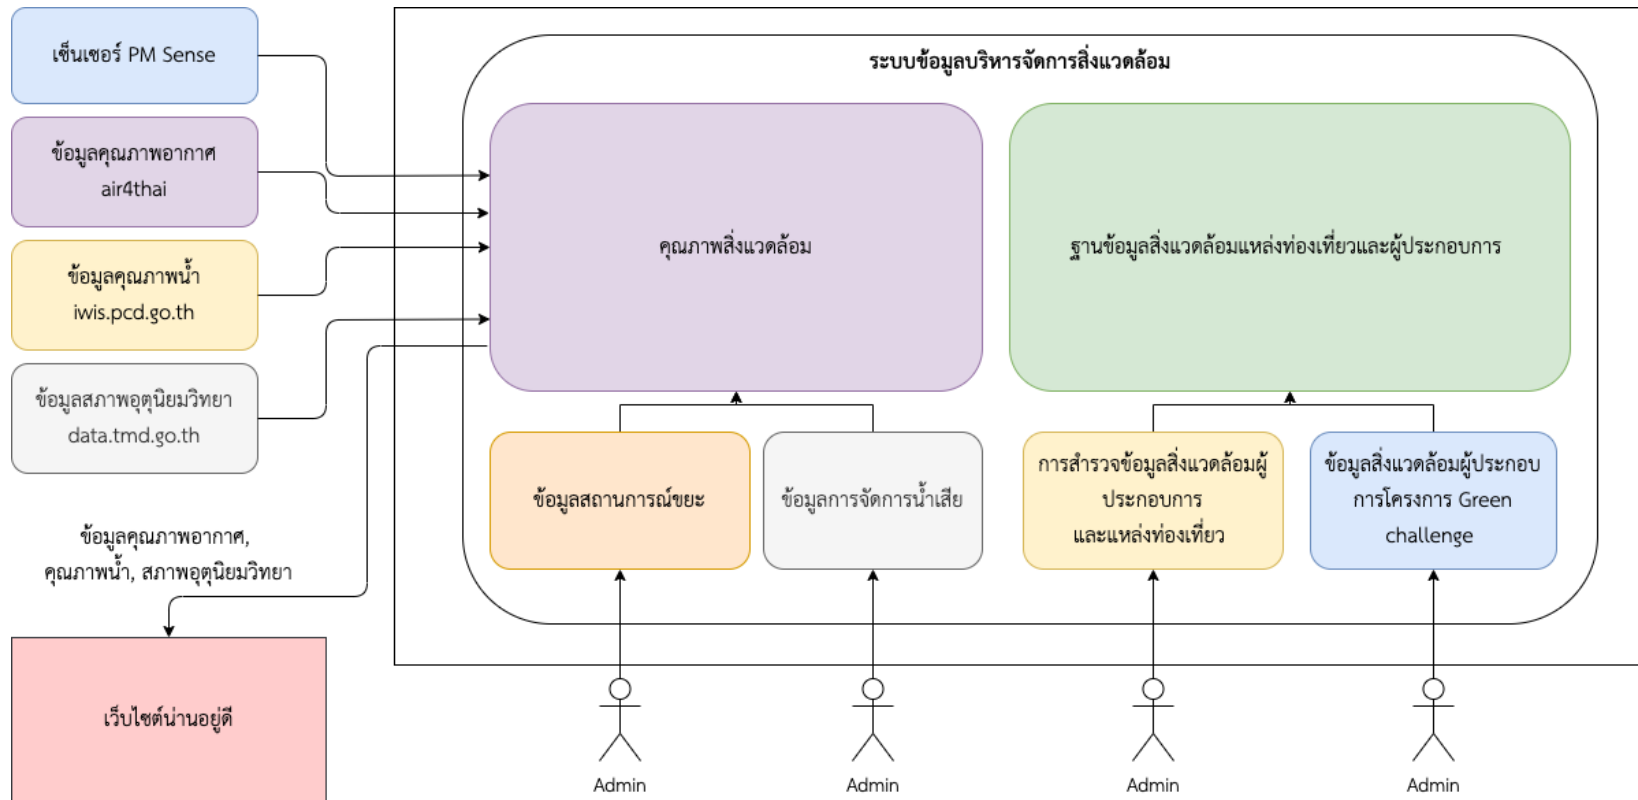 เซ็นเซอร์ PM Sense
ข้อมูลคุณภาพอากาศ
air4thai
ข้อมูลคุณภาพน้ำ
iwis.pcd.go.th
ข้อมูลสภาพอุตุนิยมวิทยา
data.tmd.go.th
ข้อมูลคุณภาพอากาศ,
คุณภาพน้ำ, สภาพอุตุนิยมวิทยา
เว็บไซต์น่านอยู่ดี
ระบบข้อมูลบริหารจัดการสิ่งแวดล้อม
คุณภาพสิ่งแวดล้อม
ฐานข้อมูลสิ่งแวดล้อมแหล่งท่องเที่ยวและผู้ประกอบการ
ข้อมูลสถานการณ์ขยะ
ข้อมูลการจัดการน้ำเสีย
การสำรวจข้อมูลสิ่งแวดล้อมผู้
ประกอบการ
และแหล่งท่องเที่ยว
ข้อมูลสิ่งแวดล้อมผู้ประกอบ
การโครงการ Green
challenge
Admin
Admin
Admin
Admin